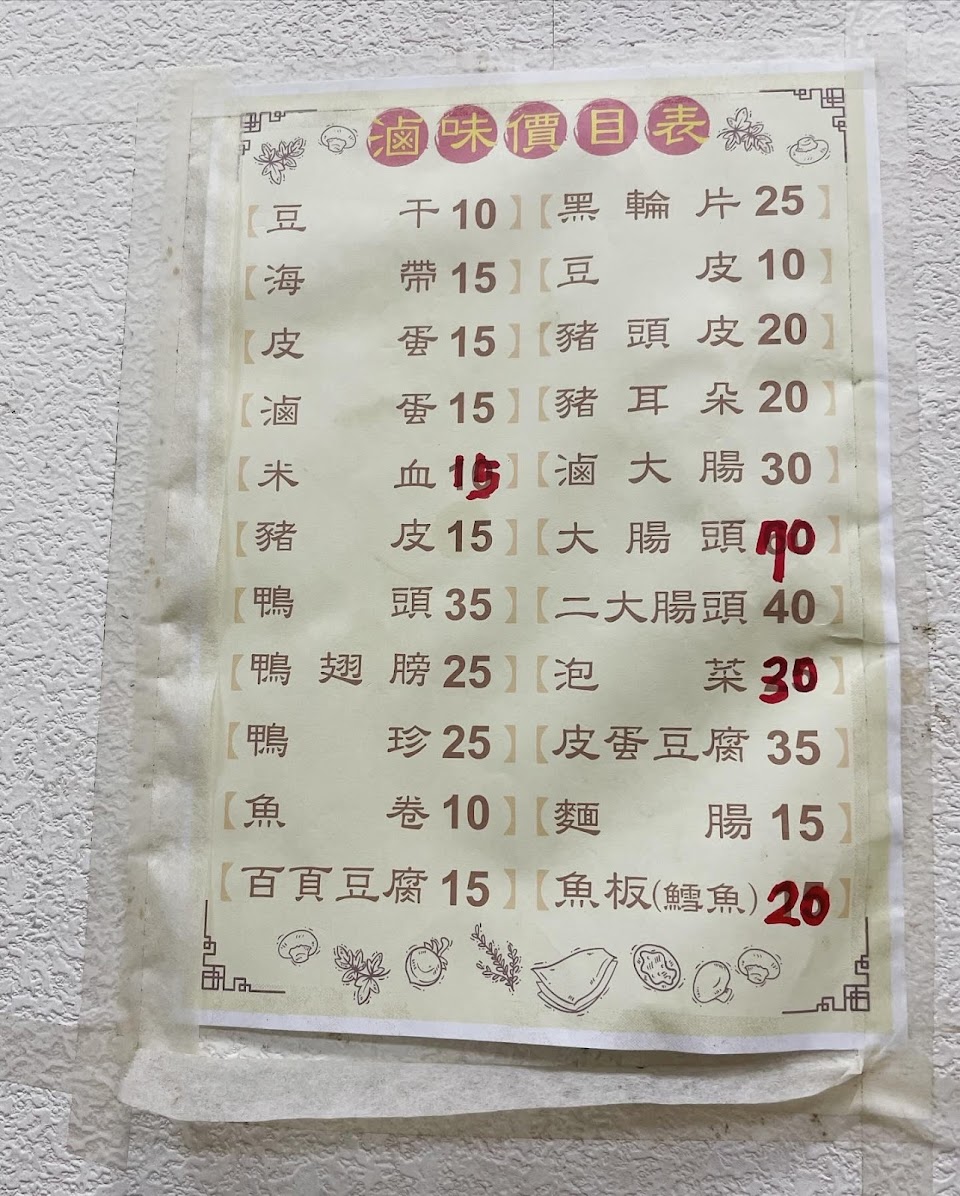 滷味價目表
【豆干10】【黑輪片25】
【海帶15】【豆皮10】
【皮蛋15】【豬頭皮20】
【滷蛋15】【豬耳朵20】
【米血15】【滷大腸30】
【豬皮15】【大腸頭70】
【鴨頭35】【二大腸頭40】
【鴨翅膀25】【泡菜30】
【鴨珍25】【皮蛋豆腐35】
【魚卷10】【麵腸15】
【百頁豆腐15】【魚板(鱈魚)20】